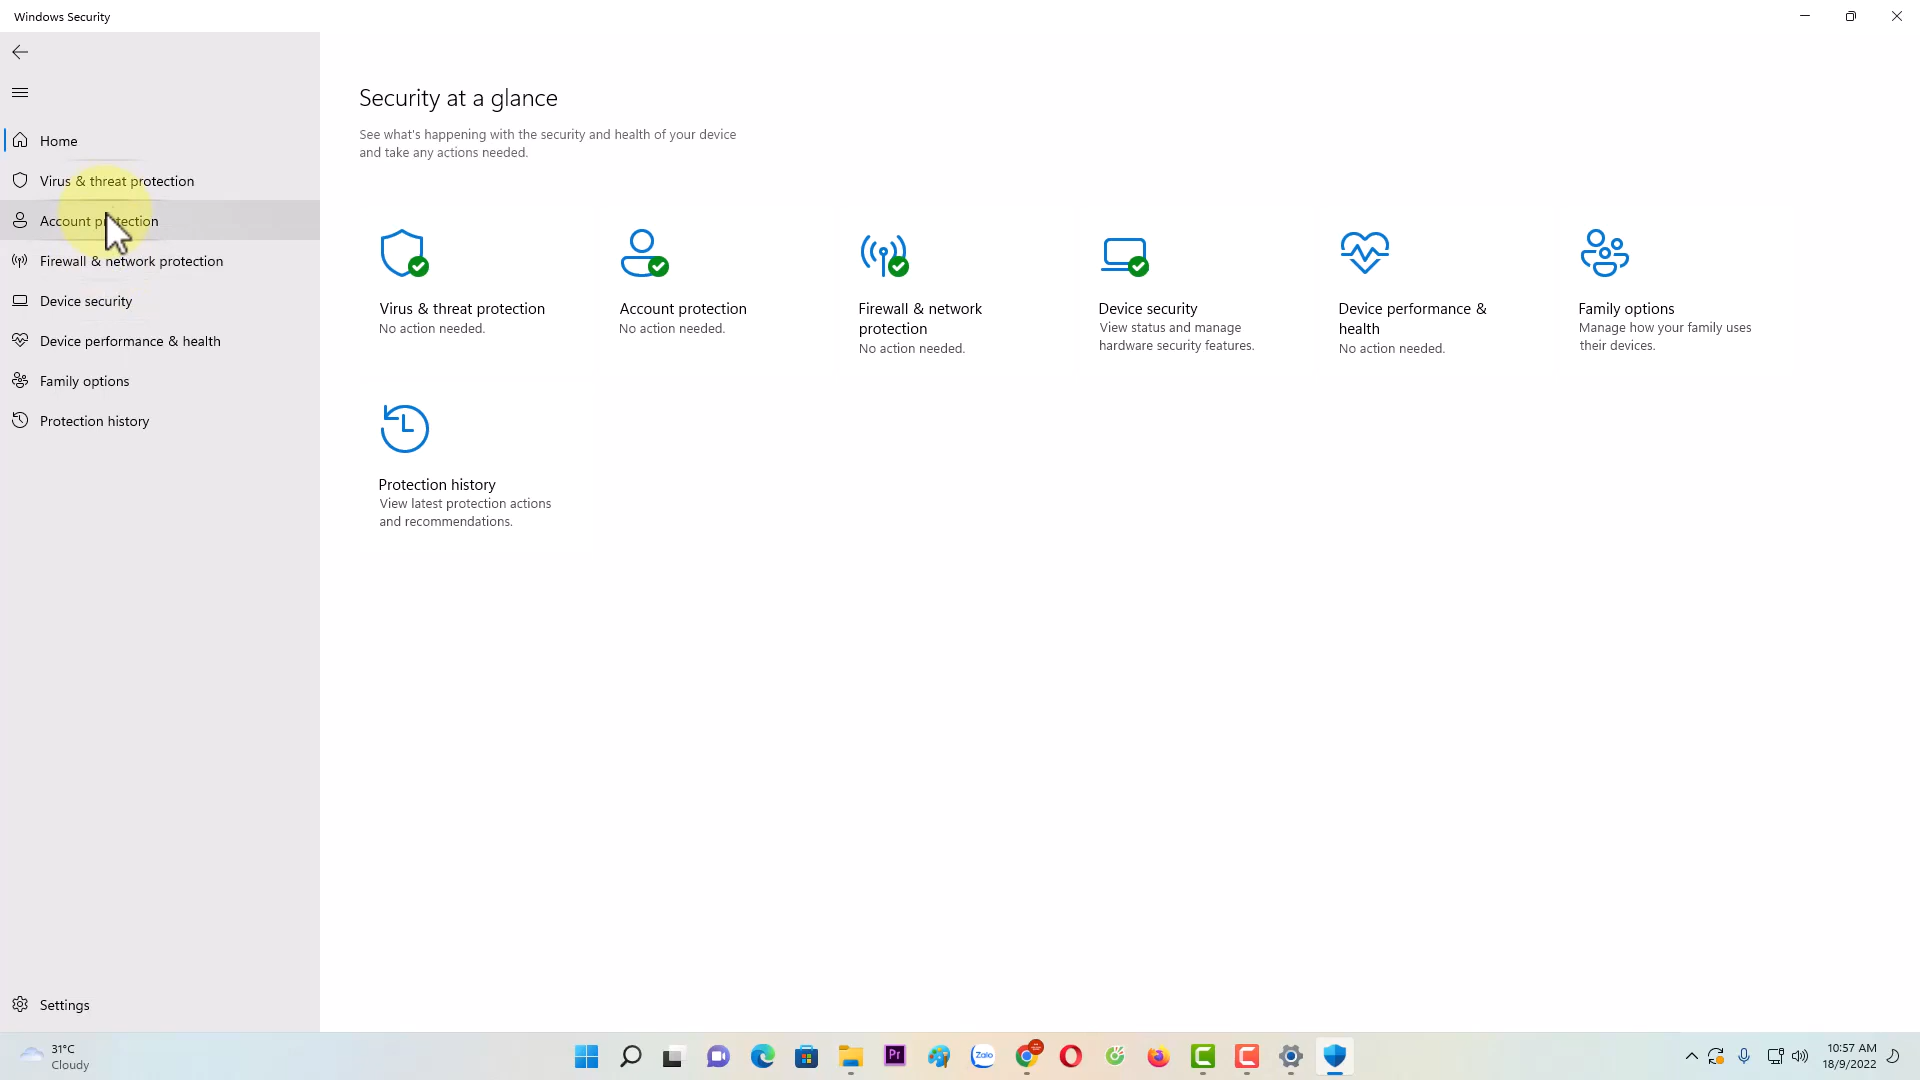 Windows Security
Home
Virus & threat protection
Account protection
Firewall & network protection
Device security
Device performance & health
Family options
Protection history
Settings
Security at a glance
See what's happening with the security and health of your device
and take any actions needed.
Virus & threat protection
No action needed.
Account protection
No action needed.
Firewall & network
protection
No action needed.
Device security
View status and manage
hardware security features.
Device performance &
health
No action needed.
Family options
Manage how your family uses
their devices.
Protection history
View latest protection actions
and recommendations.
31°C
Cloudy
Pr
Zalo
10:57 AM
18/9/2022